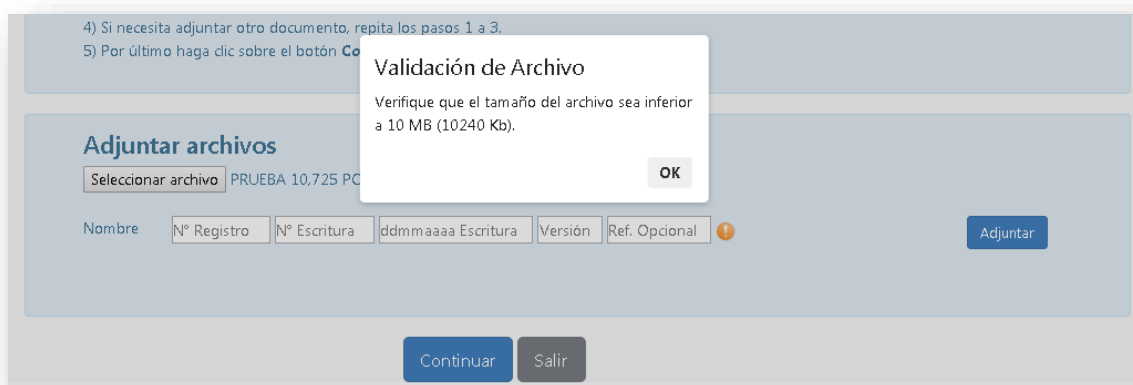 4) Si necesita adjuntar otro documento, repita los pasos 1 a 3.
5) Por último haga clic sobre el botón Co
Validación de Archivo
Verifique que el tamaño del archivo sea inferior
a 10 MB (10240 Kb).
OK
Adjuntar archivos
Seleccionar archivo PRUEBA 10,725 PC
Nombre N° Registro N° Escritura ddmmaaaa Escritura Versión Ref. Opcional Adjuntar
Continuar Salir